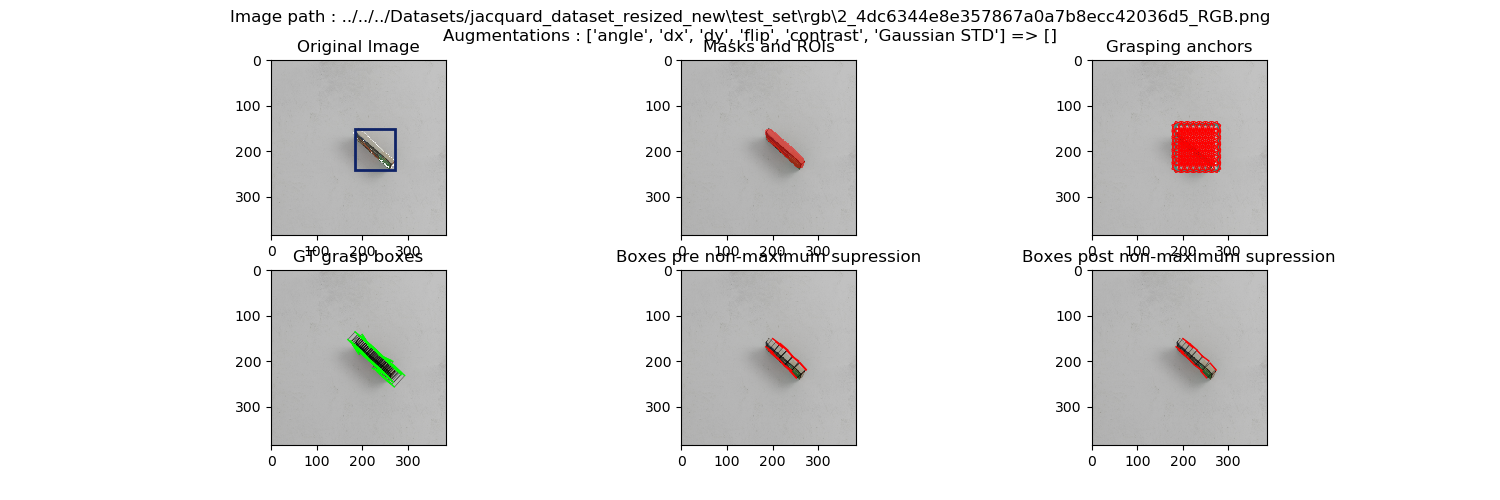 Image path : ../../../Datasets/jacquard_dataset_resized_new\test_set\rgb\2_4dc6344e8e357867a0a7b8ecc42036d5_RGB.png
Augmentations : ['angle', 'dx', 'dy', 'flip', 'contrast', 'Gaussian STD'] => []
Original Image
Masks and ROIs
Grasping anchors
0
100
200
300
0 100 200 300
0
100
200
300
0 100 200 300
0
100
200
300
0 100 200 300
GT grasp boxes
Boxes pre non-maximum supression
Boxes post non-maximum supression
0
100
200
300
0 100 200 300
0
100
200
300
0 100 200 300
0
100
200
300
0 100 200 300